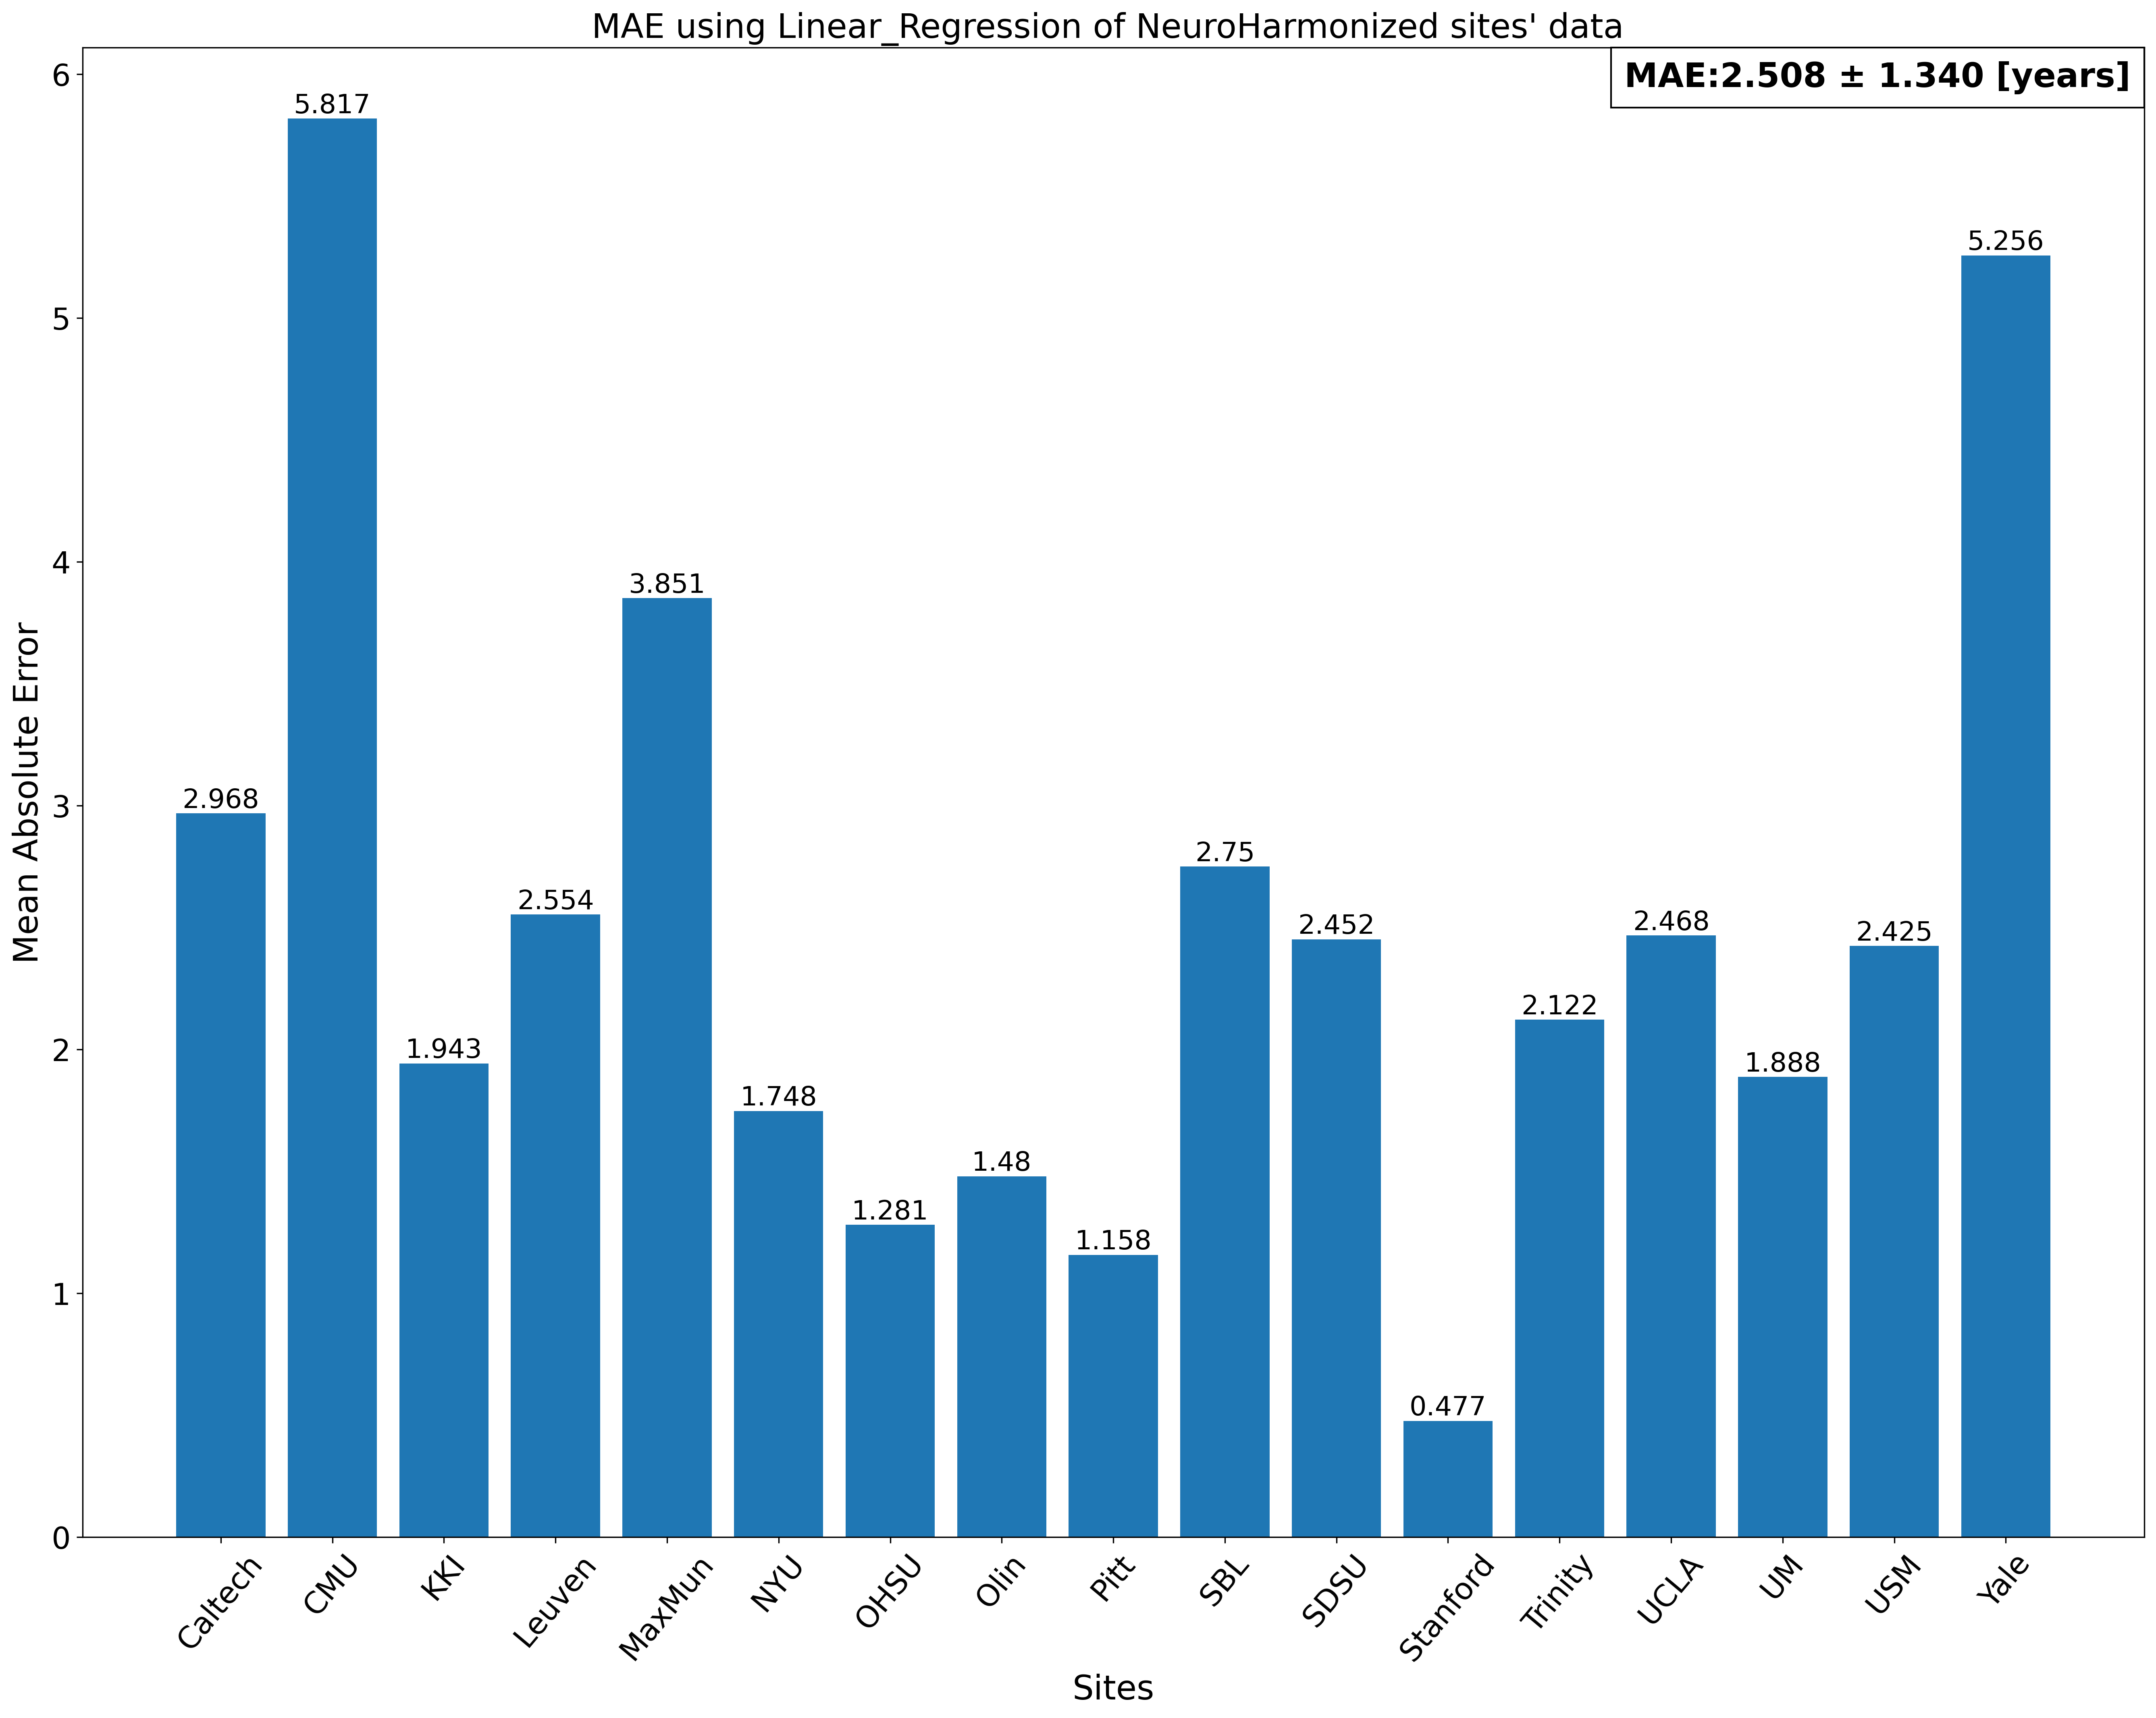 MAE using Linear_Regression of NeuroHarmonized sites' data
MAE:2.508 ± 1.340 [years]
Mean Absolute Error
6
5
4
3
2
1
0
2.968
5.817
1.943
2.554
3.851
1.748
1.281
1.48
1.158
2.75
2.452
0.477
2.122
2.468
1.888
2.425
5.256
Caltech
CMU
KKI
Leuven
MaxMun
NYU
OHSU
Olin
Pitt
SBL
SDSU
Stanford
Trinity
UCLA
UM
USM
Yale
Sites